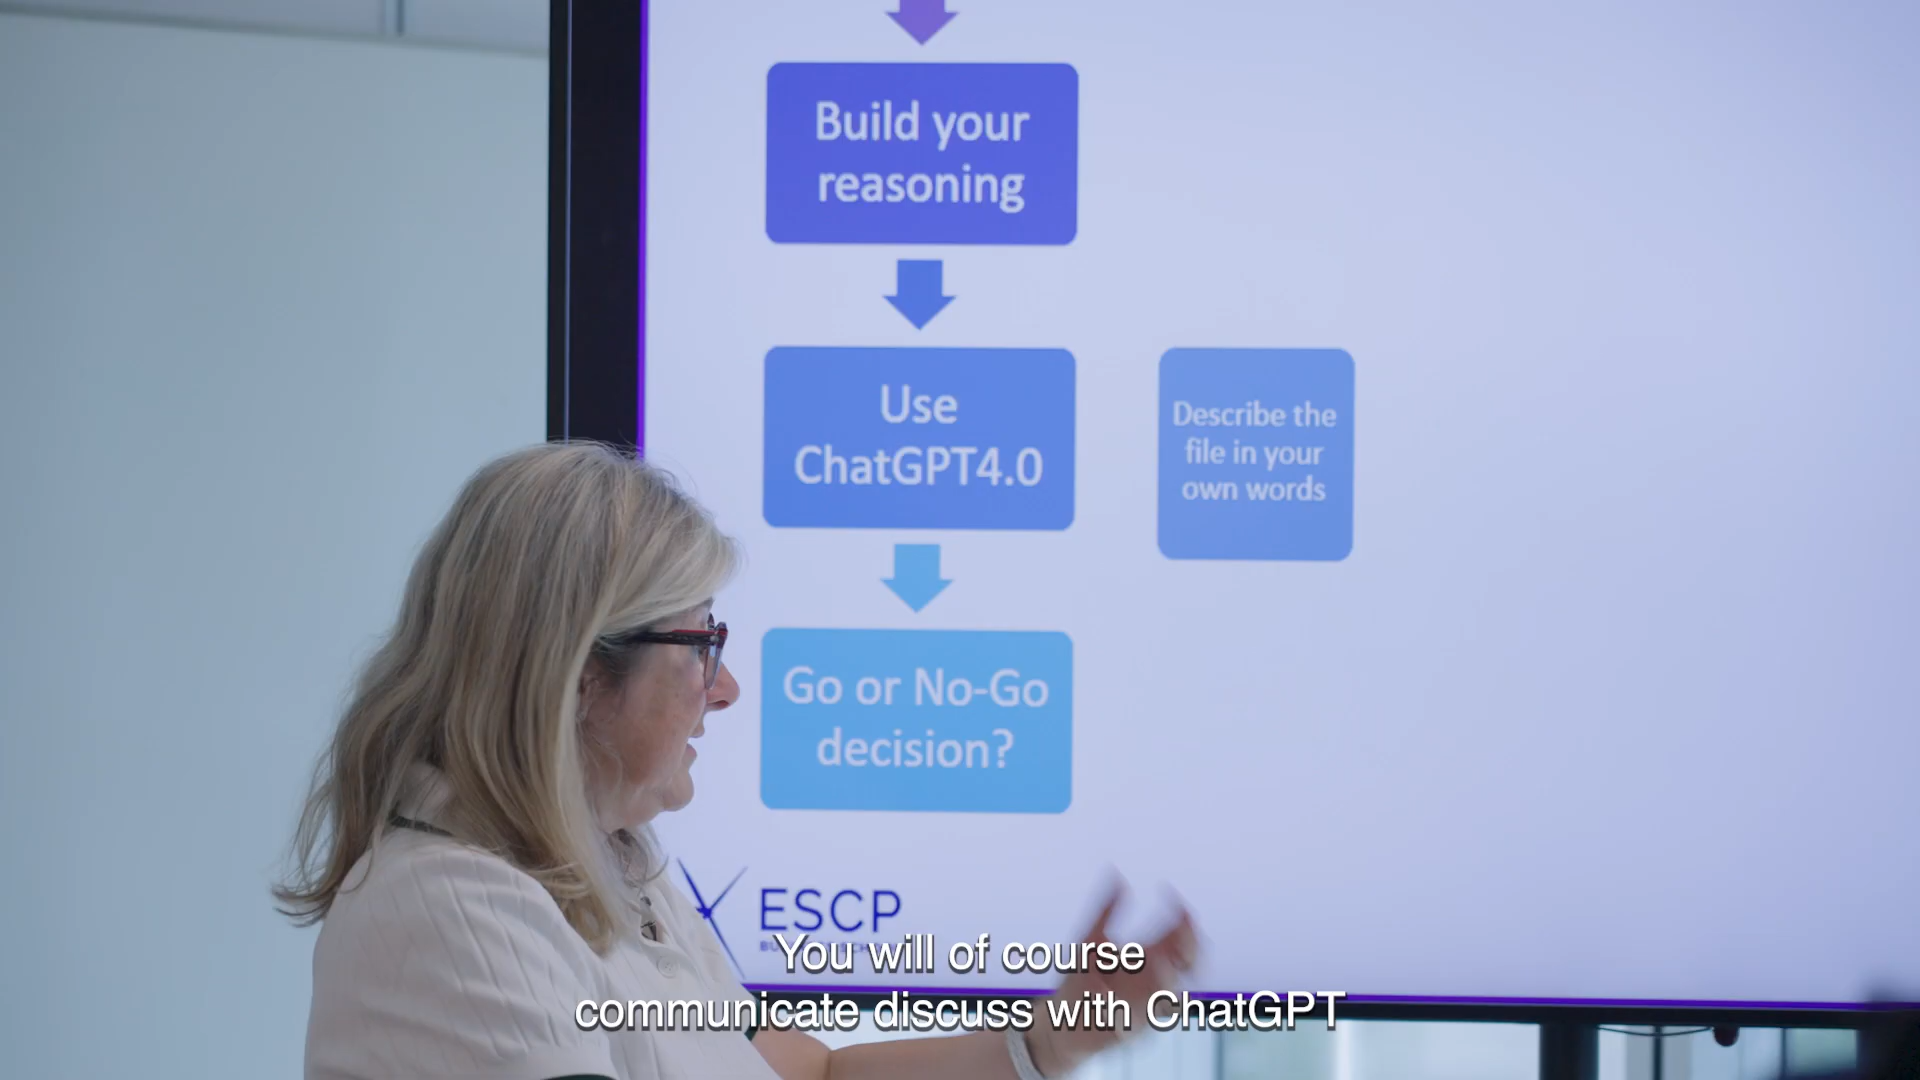 Build your
reasoning
Use
ChatGPT4.0
Describe the
file in your
own words
Go or No-Go
decision?
ESCP
You will of course
communicate discuss with ChatGPT